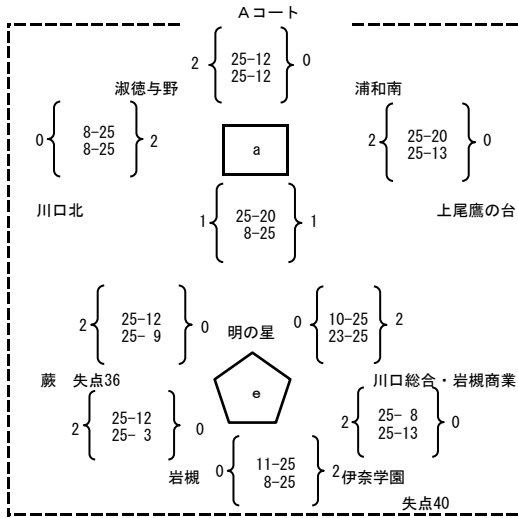 Aコート
2 25-12 0
25-12
淑徳与野 浦和南
0 8-25 2
8-25
a
2 25-20 0
25-13
川口北 上尾鷹の台
1 25-20 1
8-25
2 25-12 0
25- 9
明の星
0 10-25 2
23-25
蕨 失点36
e
川口総合・岩槻商業
2 25-12 0
25- 3
2 25- 8 0
25-13
岩槻
0 11-25 2
8-25
伊奈学園
失点40